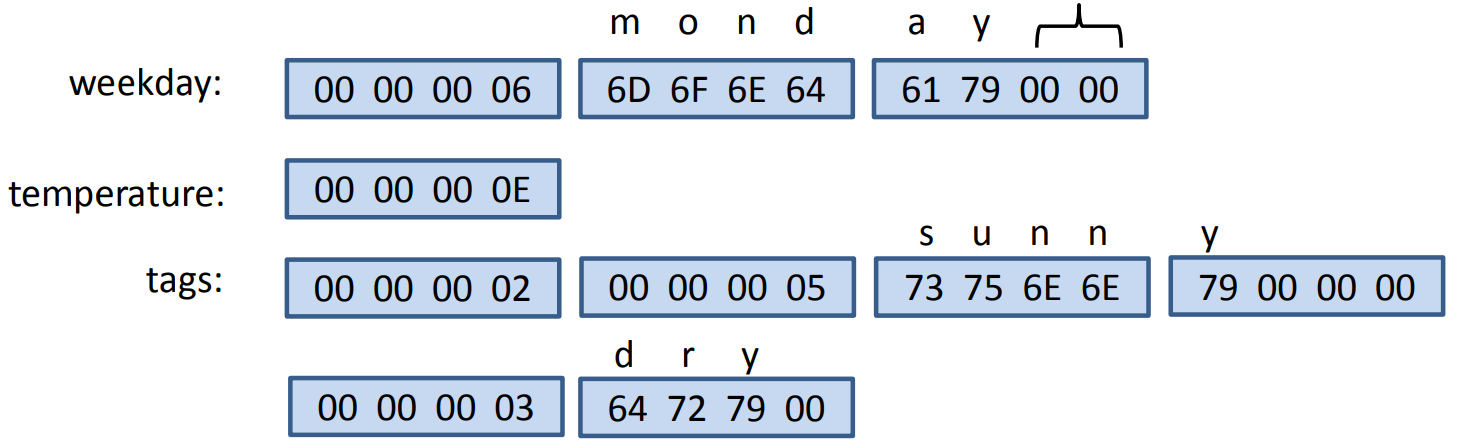 m o n d a y
weekday: 00 00 00 06 6D 6F 6E 64 61 79 00 00
temperature: 00 00 00 0E
s u n n y
tags: 00 00 00 02 00 00 00 05 73 75 6E 6E 79 00 00 00
d r y
00 00 00 03 64 72 79 00